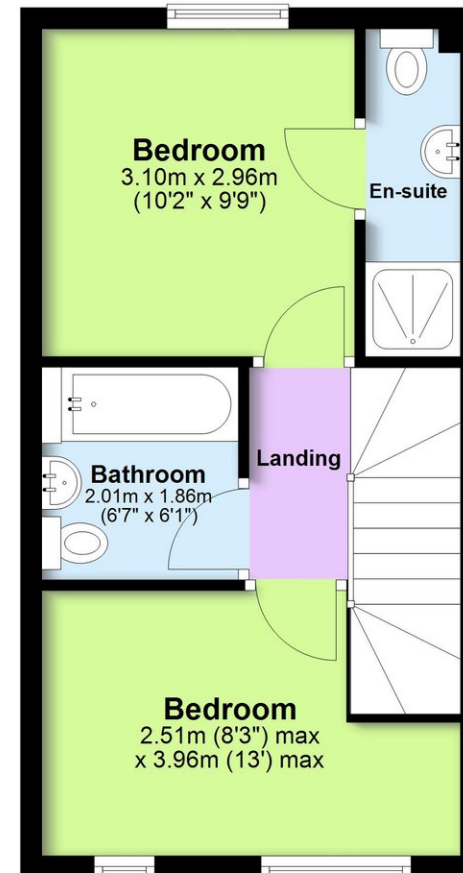 Bedroom
3.10m x 2.96m
(10'2" x 9'9")
En-suite
Landing
Bathroom
2.01m x 1.86m
(6'7" x 6'1")
Bedroom
2.51m (8'3") max
x 3.96m (13') max